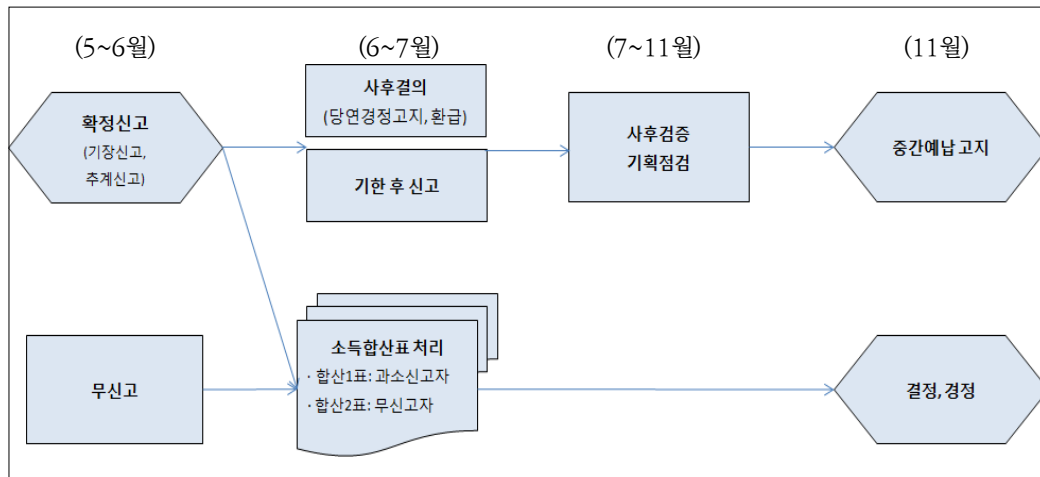 (5~6월)
(6~7월)
(7~11월)
(11월)
확정신고
(기장신고,
추계신고)
사후결의
(당연경정고지, 환급)
기한 후 신고
사후검증
기획점검
중간예납 고지
무신고
소득합산표 처리
· 합산1표: 과소신고자
· 합산2표: 무신고자
결정, 경정